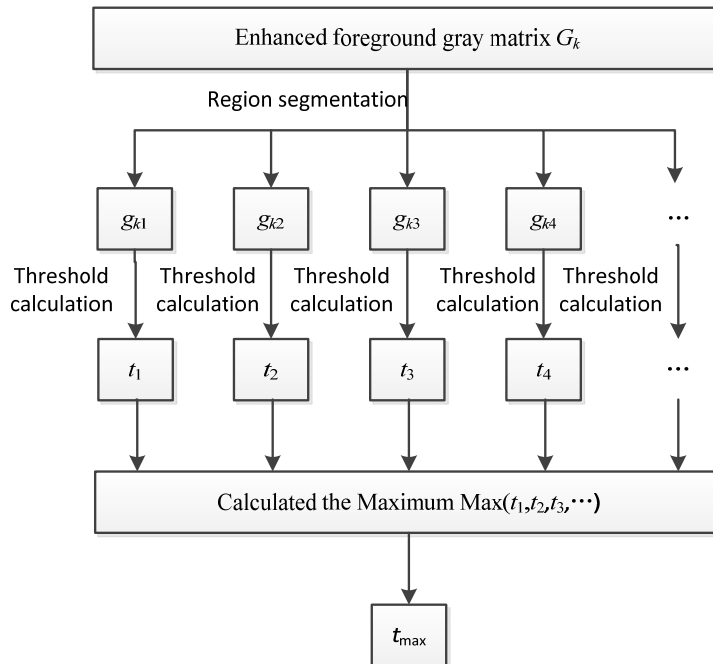 Enhanced foreground gray matrix Gk
Region segmentation
gk1 gk2 gk3 gk4 ···
Threshold calculation Threshold calculation Threshold calculation Threshold calculation Threshold calculation
t1 t2 t3 t4 ···
Calculated the Maximum Max(t1,t2,t3,···)
tmax